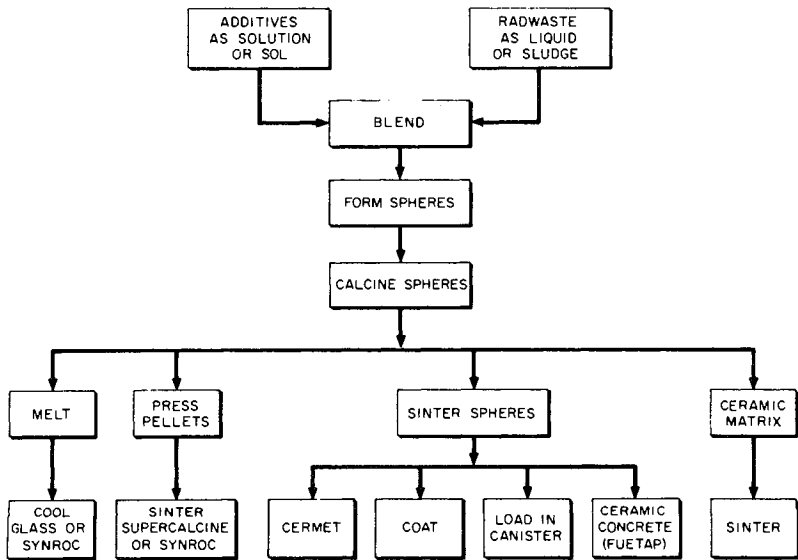 ADDITIVES
AS SOLUTION
OR SOL
RADWASTE
AS LIQUID
OR SLUDGE
BLEND
FORM SPHERES
CALCINE SPHERES
MELT
PRESS
PELLETS
SINTER SPHERES
CERAMIC
MATRIX
COOL
GLASS OR
SYNROC
SINTER
SUPERCALCINE
OR SYNROC
CERMET
COAT
LOAD IN
CANISTER
CERAMIC
CONCRETE
(FUETAP)
SINTER